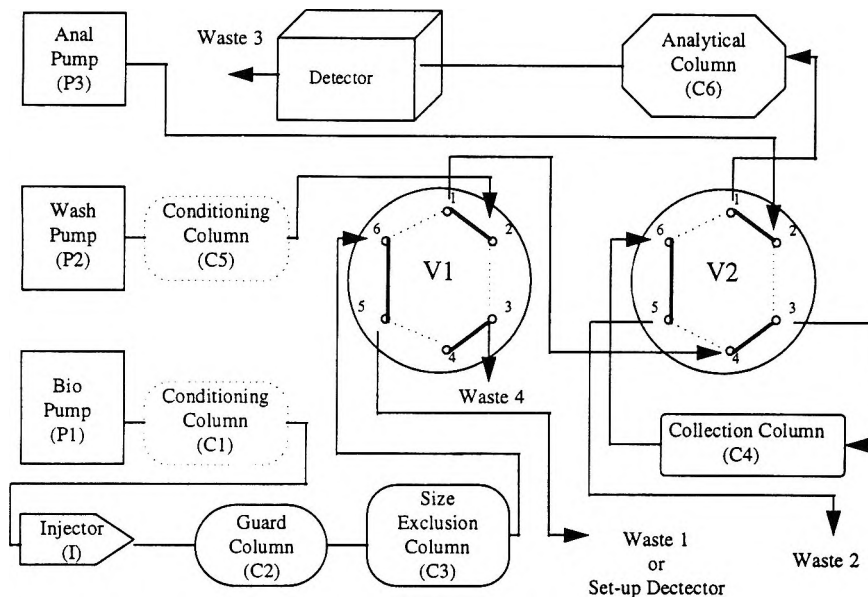 Anal
Pump
(P3)
Waste 3
Detector
Analytical
Column
(C6)
Wash
Pump
(P2)
Conditioning
Column
(C5)
1
2
3
4
5
6
V1
1
2
3
4
5
6
V2
Waste 4
Bio
Pump
(P1)
Conditioning
Column
(C1)
Collection Column
(C4)
Injector
(I)
Guard
Column
(C2)
Size
Exclusion
Column
(C3)
Waste 1
or
Set-up Dectector
Waste 2